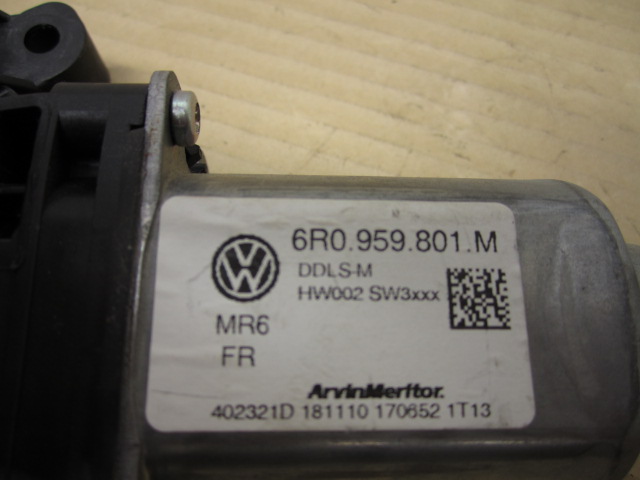 6R0.959.801.M
DDLS-M
HW002 SW3xxx
MR6
FR
ArvinMeritor.
402321D 181110 170652 1T13